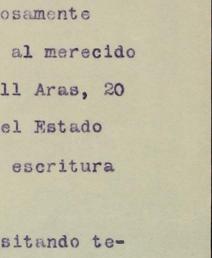 osamente
al merecido
ll Aras, 20
el Estado
escritura
sitando te-